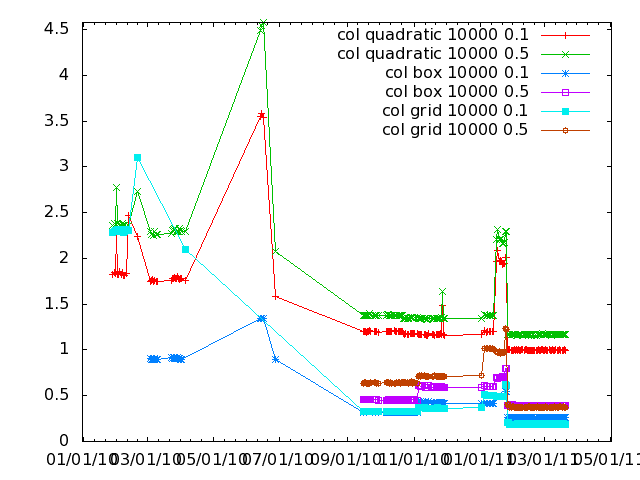 4.5
4
3.5
3
2.5
2
1.5
1
0.5
0
col quadratic 10000 0.1
col quadratic 10000 0.5
col box 10000 0.1
col box 10000 0.5
col grid 10000 0.1
col grid 10000 0.5
01/01/10 03/01/10 05/01/10 07/01/10 09/01/10 11/01/10 01/01/11 03/01/11 05/01/11